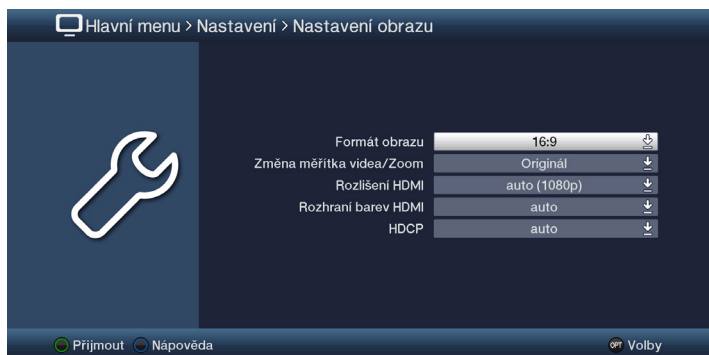 Hlavní menu > Nastavení > Nastavení obrazu
Formát obrazu 16:9
Změna měřítka videa/Zoom Originál
Rozlišení HDMI auto (1080p)
Rozhraní barev HDMI auto
HDCP auto
Přijmout Nápověda OPT Volby